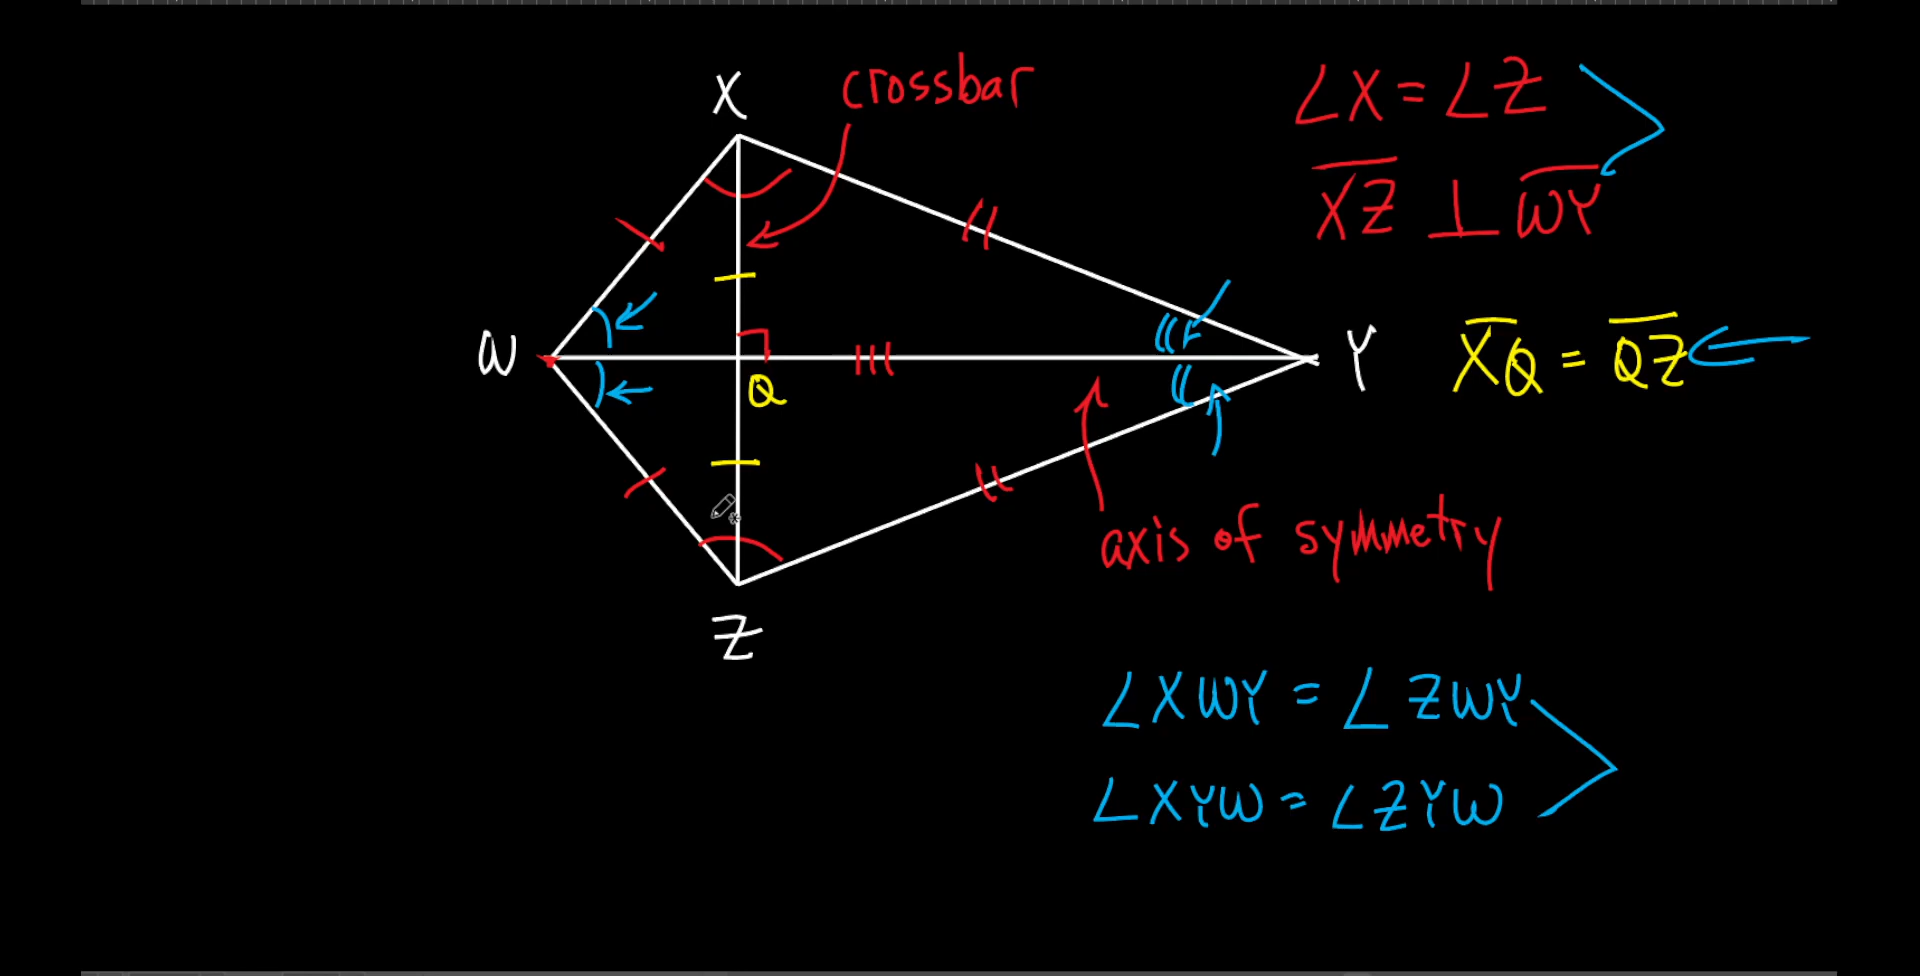 X
crossbar
∠X = ∠Z
XZ ⊥ WY
W
Q
Y
XQ = QZ
axis of symmetry
Z
∠XWY = ∠ZWY
∠XYW = ∠ZYW